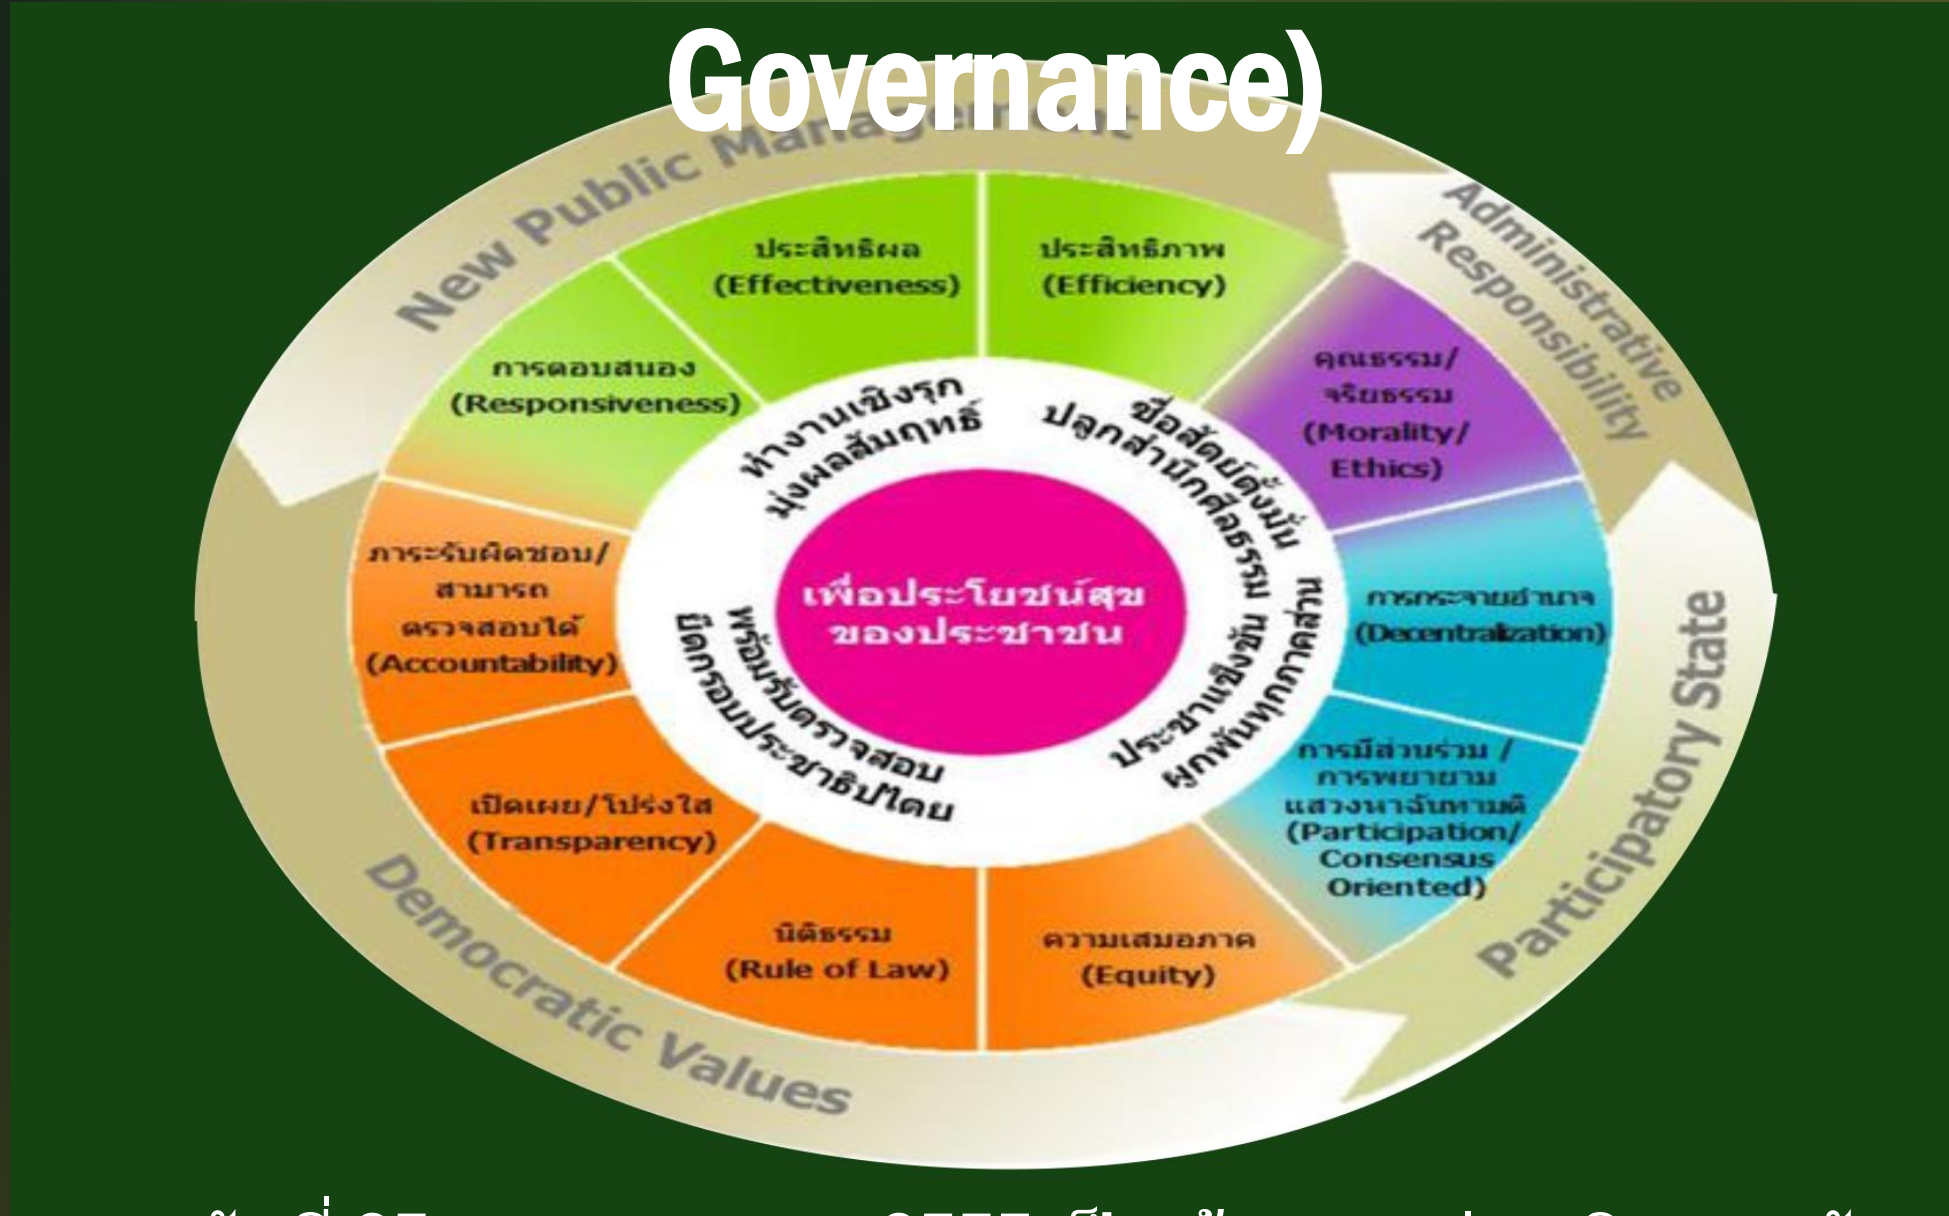 Governance)
New Public Management
Administrative
Responsibility
Participatory State
Democratic Values
ประสิทธิผล
(Effectiveness)
ประสิทธิภาพ
(Efficiency)
คุณธรรม/
จริยธรรม
(Morality/
Ethics)
การกระจายอำนาจ
(Decentralization)
การมีส่วนร่วม /
การพยายาม
แสวงหาฉันทามติ
(Participation/
Consensus
Oriented)
ความเสมอภาค
(Equity)
นิติธรรม
(Rule of Law)
เปิดเผย/โปร่งใส
(Transparency)
ภาระรับผิดชอบ/
สามารถ
ตรวจสอบได้
(Accountability)
การตอบสนอง
(Responsiveness)
ทำงานเชิงรุก
มุ่งผลสัมฤทธิ์
ซื่อสัตย์ตั้งมั่น
ปลูกสำนึกศีลธรรม
ประชาแข็งขัน
ผูกพันทุกภาคส่วน
พร้อมรับตรวจสอบ
ยึดกรอบประชาธิปไตย
เพื่อประโยชน์สุข
ของประชาชน